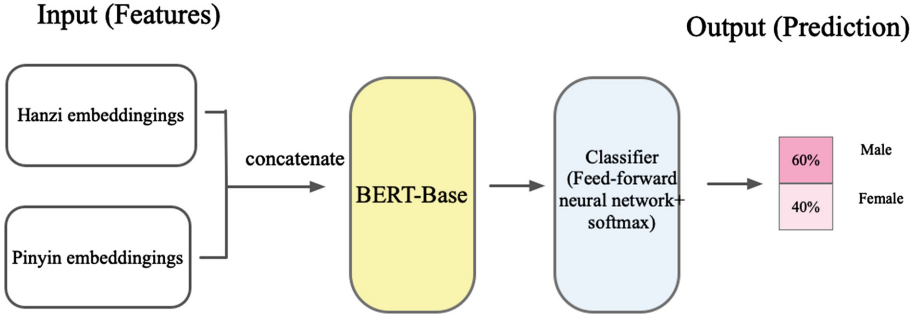 Input (Features)
Output (Prediction)
Hanzi embeddingings
Pinyin embeddingings
concatenate
BERT-Base
Classifier
(Feed-forward
neural network+
softmax)
60%
Male
40%
Female